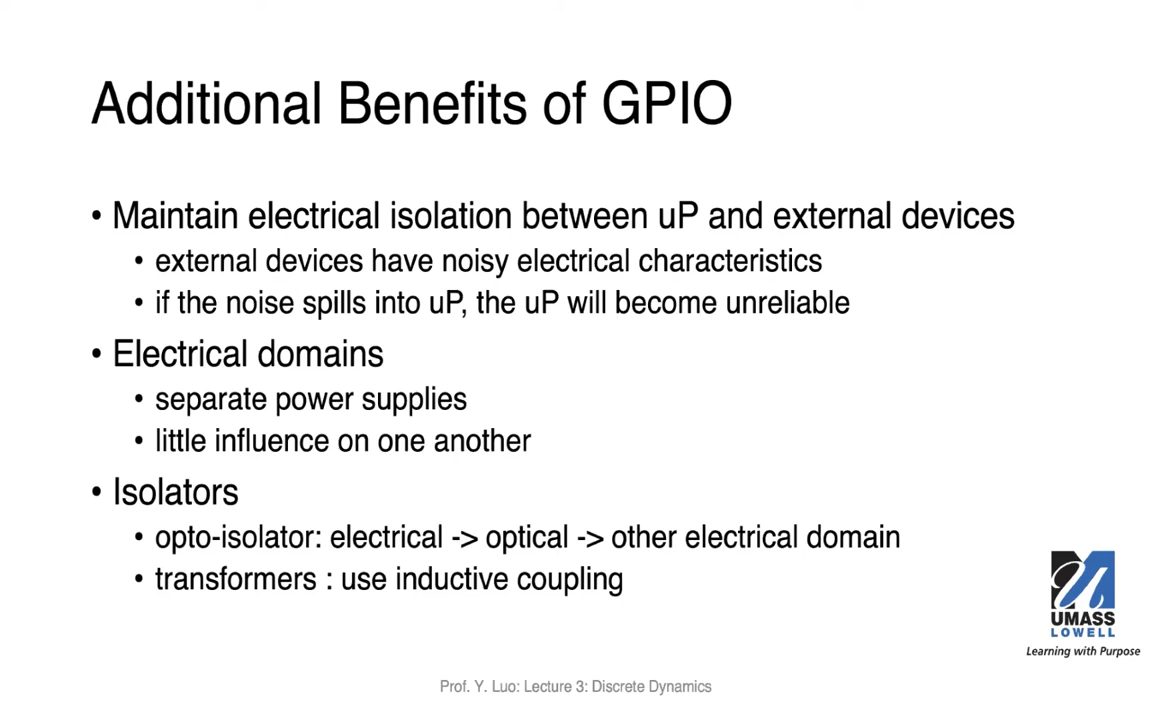 Additional Benefits of GPIO
• Maintain electrical isolation between uP and external devices
• external devices have noisy electrical characteristics
• if the noise spills into uP, the uP will become unreliable
• Electrical domains
• separate power supplies
• little influence on one another
• Isolators
• opto-isolator: electrical -> optical -> other electrical domain
• transformers : use inductive coupling
UMASS
LOWELL
Learning with Purpose
Prof. Y. Luo: Lecture 3: Discrete Dynamics